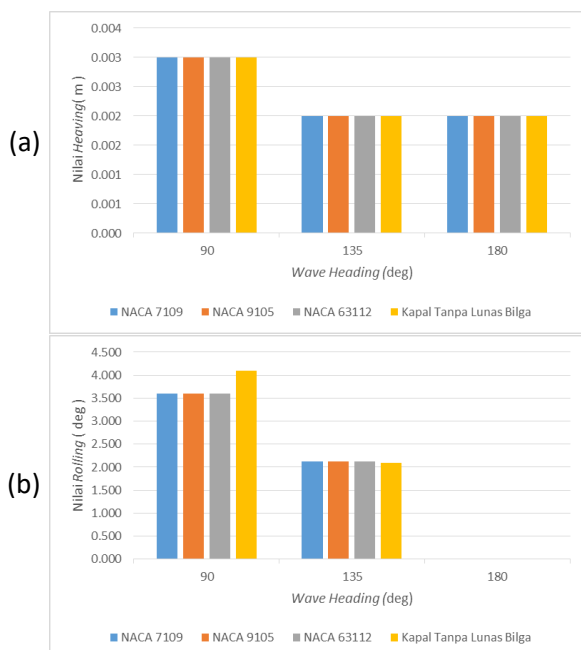 (a)
Nilai Heaving( m )
0.004
0.003
0.003
0.002
0.002
0.001
0.001
0.000
90 135 180
Wave Heading (deg)
NACA 7109 NACA 9105 NACA 63112 Kapal Tanpa Lunas Bilga
(b)
Nilai Rolling ( deg )
4.500
4.000
3.500
3.000
2.500
2.000
1.500
1.000
0.500
0.000
90 135 180
Wave Heading (deg)
NACA 7109 NACA 9105 NACA 63112 Kapal Tanpa Lunas Bilga